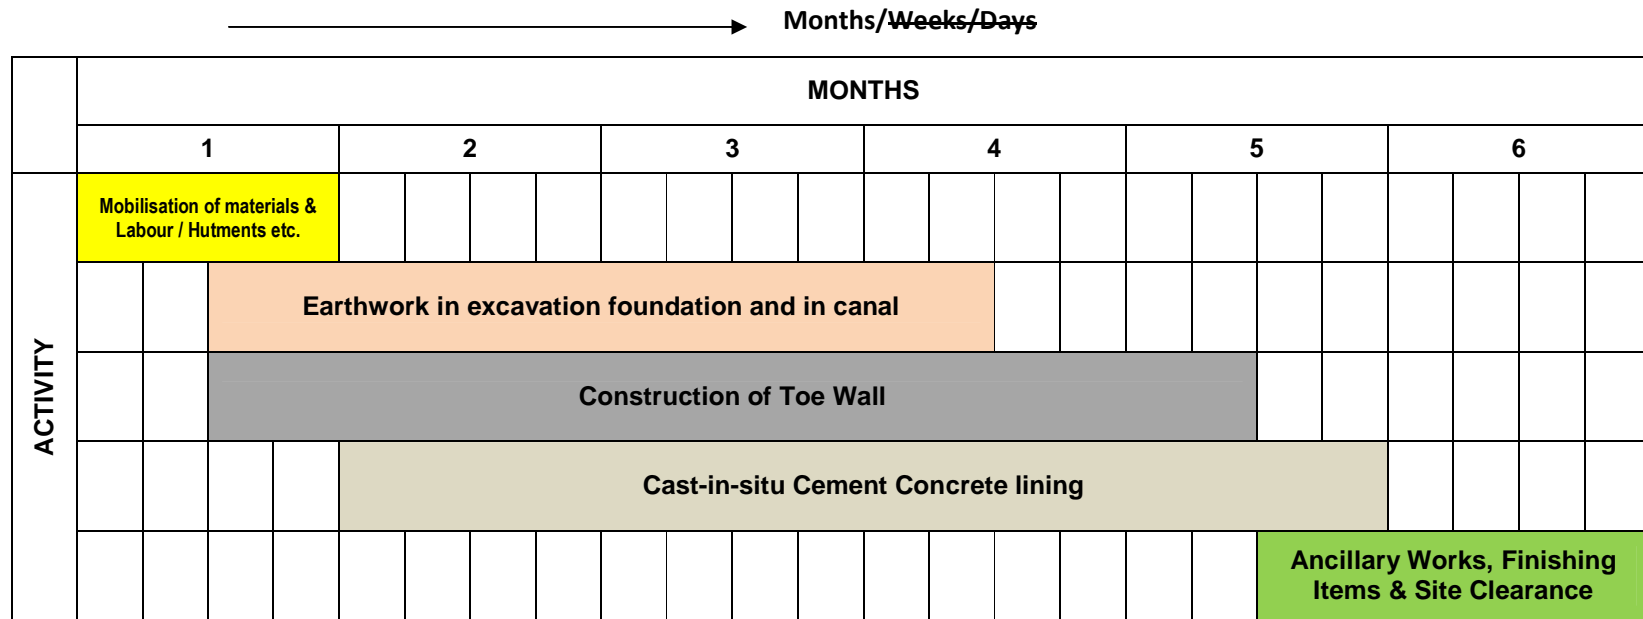 Months/Weeks/Days
MONTHS
1 2 3 4 5 6
ACTIVITY
Mobilisation of materials &
Labour / Hutments etc.
Earthwork in excavation foundation and in canal
Construction of Toe Wall
Cast-in-situ Cement Concrete lining
Ancillary Works, Finishing
Items & Site Clearance